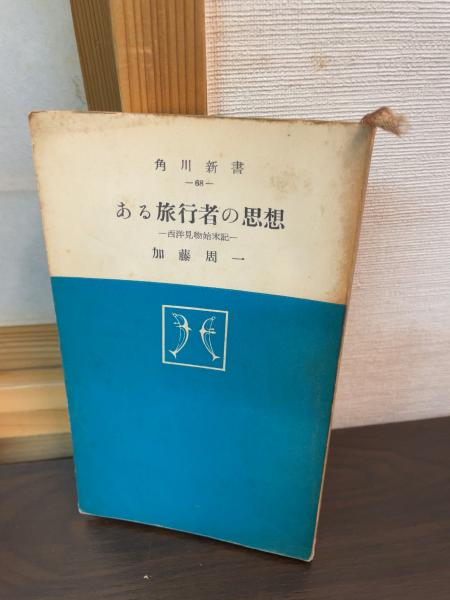 角川新書
—68—
ある旅行者の思想
—西洋見物始末記—
加藤周一